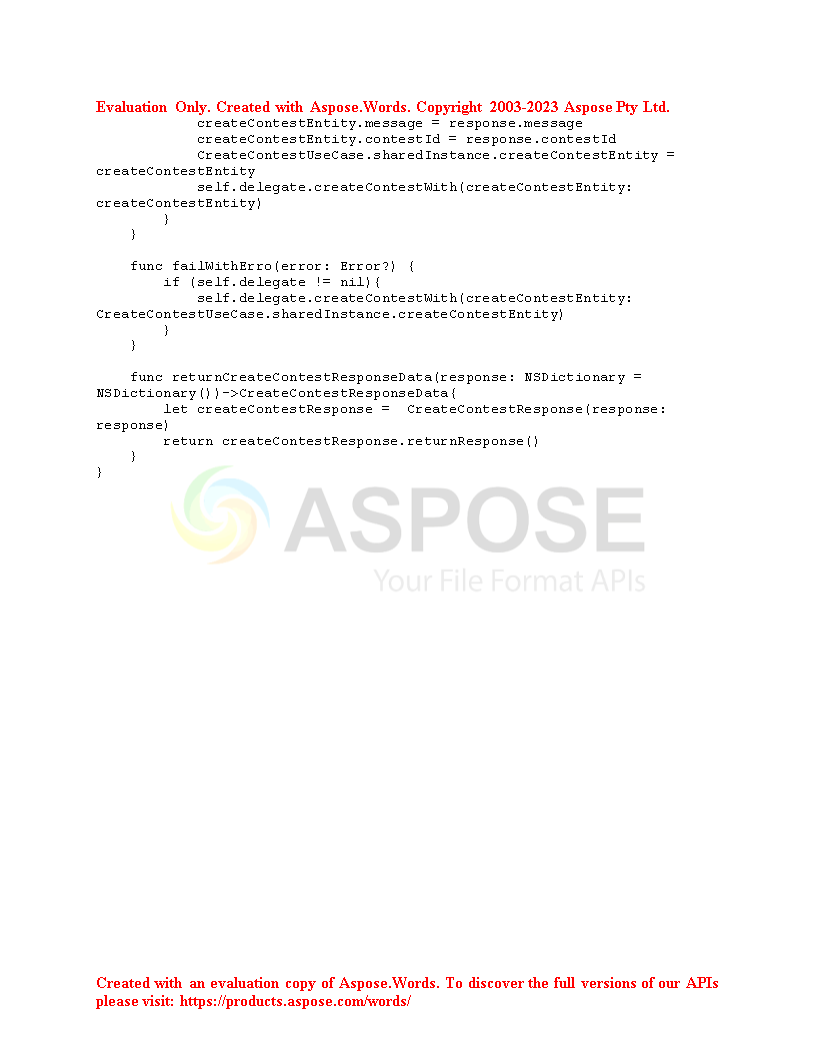 Evaluation Only. Created with Aspose.Words. Copyright 2003-2023 Aspose Pty Ltd.
            createContestEntity.message = response.message
            createContestEntity.contestId = response.contestId
            CreateContestUseCase.sharedInstance.createContestEntity =
createContestEntity
            self.delegate.createContestWith(createContestEntity:
createContestEntity)
        }
    }

    func failWithErro(error: Error?) {
        if (self.delegate != nil){
            self.delegate.createContestWith(createContestEntity:
CreateContestUseCase.sharedInstance.createContestEntity)
        }
    }

    func returnCreateContestResponseData(response: NSDictionary =
NSDictionary())->CreateContestResponseData{
        let createContestResponse =  CreateContestResponse(response:
response)
        return createContestResponse.returnResponse()
    }
}
ASPOSE
Your File Format APIs
Created with an evaluation copy of Aspose.Words. To discover the full versions of our APIs
please visit: https://products.aspose.com/words/